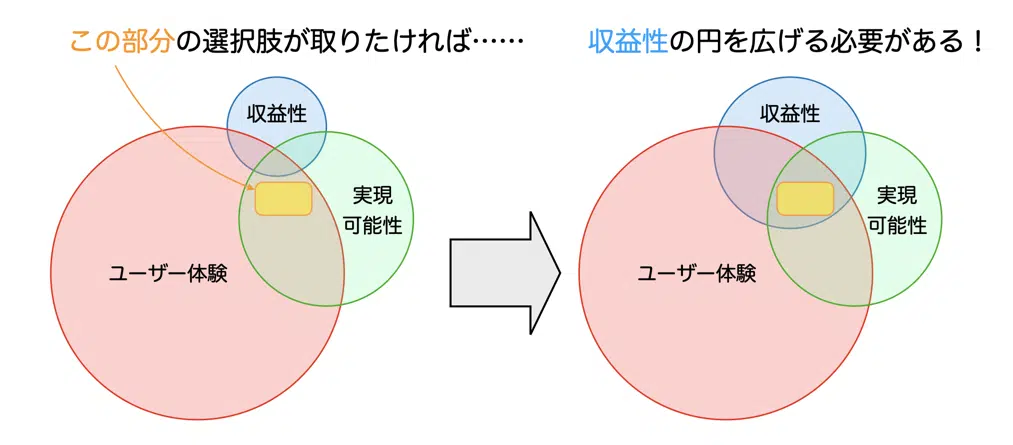 この部分の選択肢が取りたければ……
収益性の円を広げる必要がある！
収益性
実現
可能性
ユーザー体験
収益性
実現
可能性
ユーザー体験